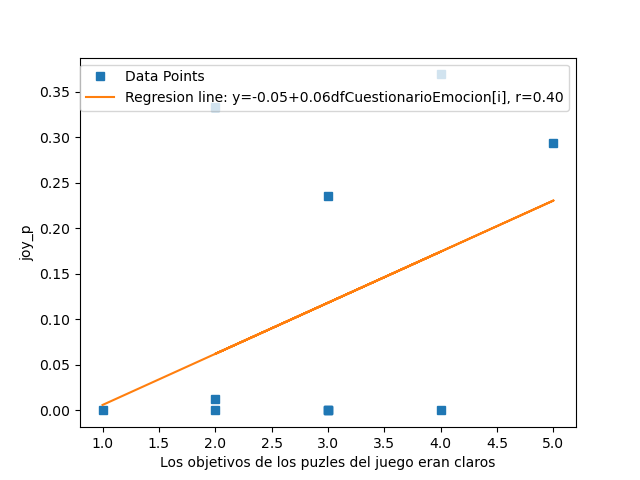 Data Points
Regresion line: y=-0.05+0.06dfCuestionarioEmocion[i], r=0.40
0.35
0.30
0.25
0.20
0.15
0.10
0.05
0.00
joy_p
1.0 1.5 2.0 2.5 3.0 3.5 4.0 4.5 5.0
Los objetivos de los puzles del juego eran claros